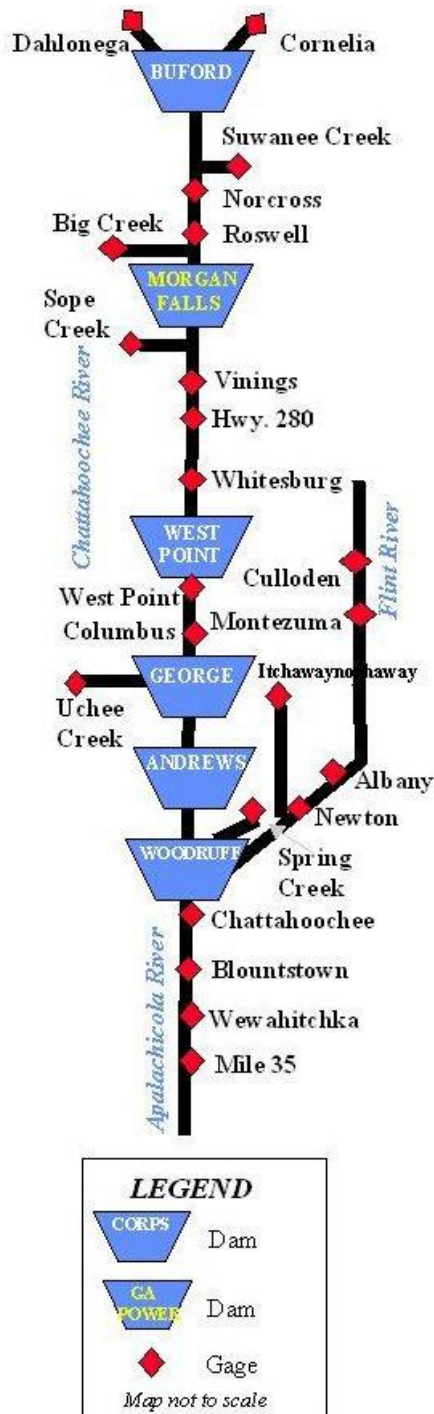 Dahlonega
Cornelia
BUFORD
Suwanee Creek
Norcross
Big Creek
Roswell
MORGAN
FALLS
Sope
Creek
Chattahoochee River
Vinings
Hwy. 280
Whitesburg
WEST
POINT
Culloden
Flint River
West Point
Columbus
Montezuma
GEORGE
Itchawaynochaway
Uchee
Creek
ANDREWS
Albany
Newton
WOODRUFF
Spring
Creek
Chattahoochee
Blountstown
Apalachicola River
Wewahitchka
Mile 35
LEGEND
CORPS
Dam
GA
POWER
Dam
Gage
Map not to scale